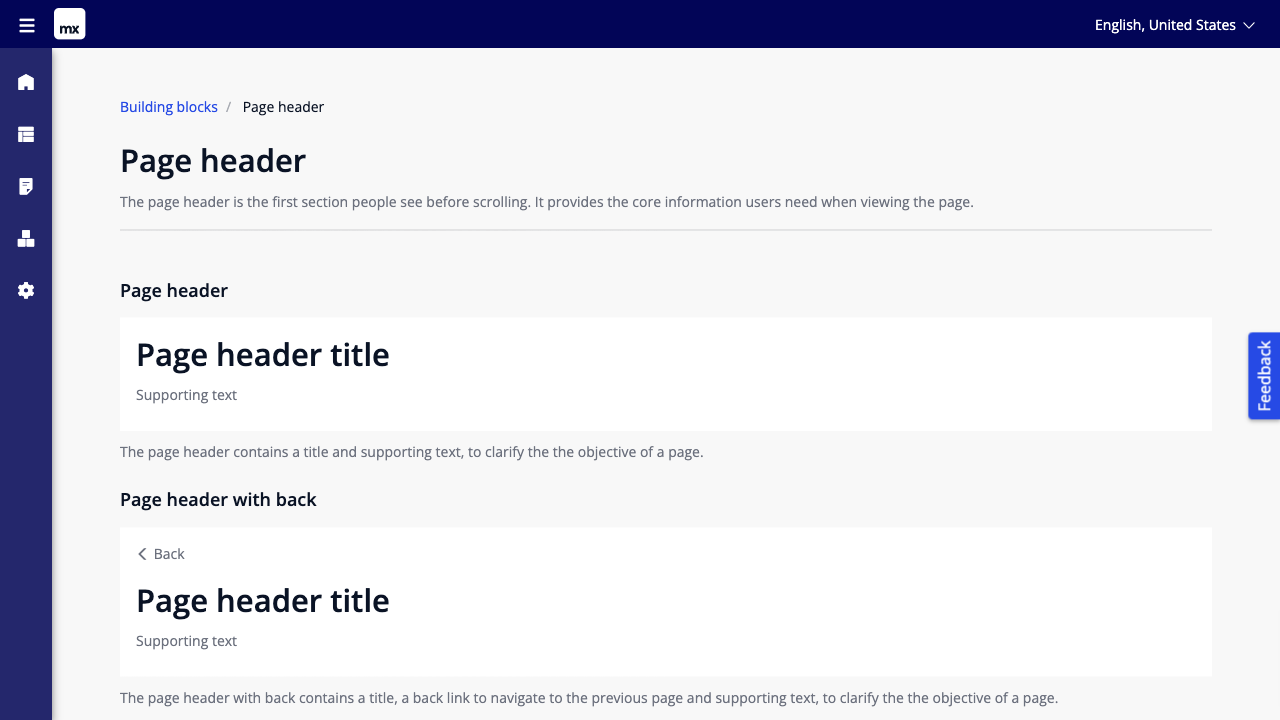 mx
English, United States
Building blocks / Page header
Page header
The page header is the first section people see before scrolling. It provides the core information users need when viewing the page.
Page header
Page header title
Supporting text
The page header contains a title and supporting text, to clarify the the objective of a page.
Feedback
Page header with back
Back
Page header title
Supporting text
The page header with back contains a title, a back link to navigate to the previous page and supporting text, to clarify the the objective of a page.